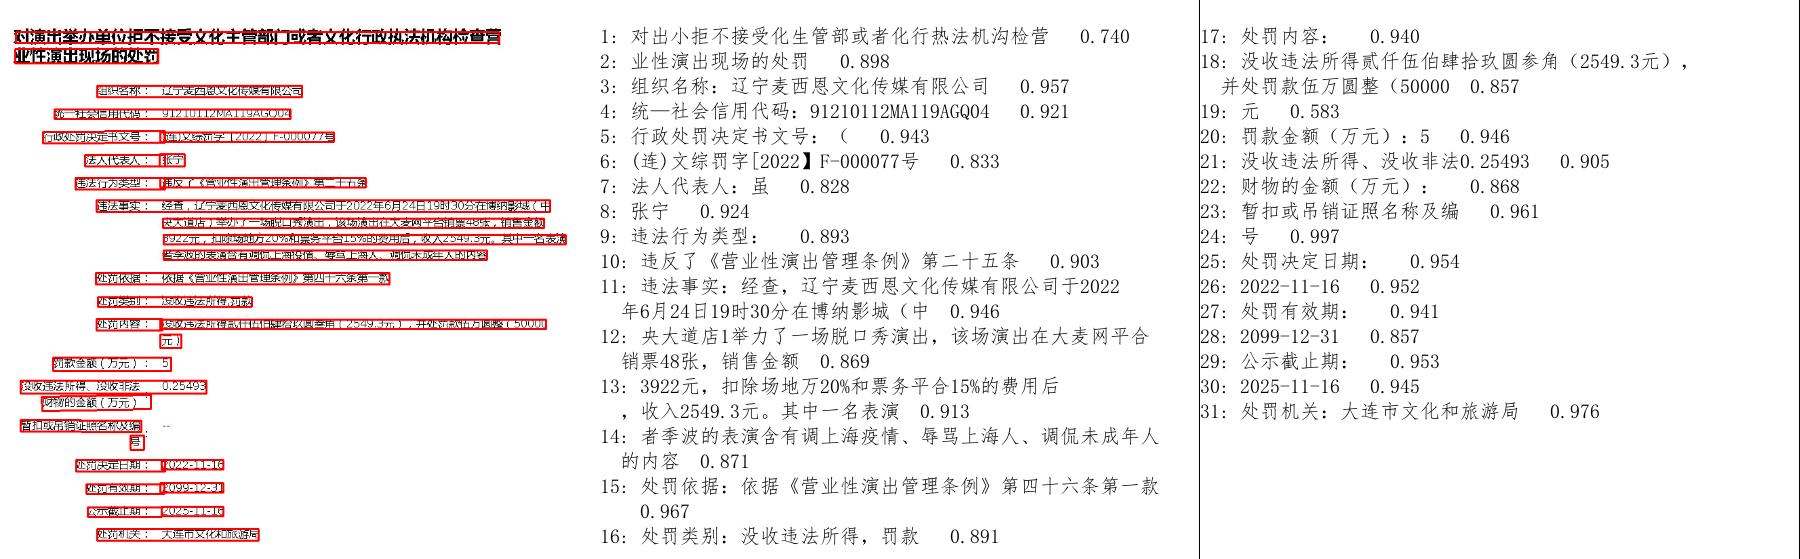 对演出举办单位拒不接受文化主管部门或者文化行政执法机构检查营
业性演出现场的处罚
组织名称： 辽宁麦西恩文化传媒有限公司
统一社会信用代码： 91210112MA119AGQ04
行政处罚决定书文号： (连)文综罚字［2022］F-000077号
法人代表人： 张宁
违法行为类型： 违反了《营业性演出管理条例》第二十五条
违法事实： 经查，辽宁麦西恩文化传媒有限公司于2022年6月24日19时30分在博纳影城（中
央大道店）举办了一场脱口秀演出，该场演出在大麦网平台销票48张，销售金额
3922元，扣除场地方20%和票务平台15%的费用后，收入2549.3元。其中一名表演
者季波的表演含有调侃上海疫情、辱骂上海人、调侃未成年人的内容
处罚依据： 依据《营业性演出管理条例》第四十六条第一款
处罚类别： 没收违法所得,罚款
处罚内容： 没收违法所得贰仟伍佰肆拾玖圆叁角（2549.3元），并处罚款伍万圆整（50000
元）
罚款金额（万元）： 5
没收违法所得、没收非法 0.25493
财物的金额（万元）：
暂扣或吊销证照名称及编 --
号：
处罚决定日期： 2022-11-16
处罚有效期： 2099-12-31
公示截止期： 2025-11-16
处罚机关： 大连市文化和旅游局
1: 对出小拒不接受化生管部或者化行热法机沟检营 0.740
2: 业性演出现场的处罚 0.898
3: 组织名称：辽宁麦西恩文化传媒有限公司 0.957
4: 统—社会信用代码：91210112MA119AGQ04 0.921
5: 行政处罚决定书文号：（ 0.943
6: (连)文综罚字[2022】F-000077号 0.833
7: 法人代表人：虽 0.828
8: 张宁 0.924
9: 违法行为类型： 0.893
10: 违反了《营业性演出管理条例》第二十五条 0.903
11: 违法事实：经查，辽宁麦西恩文化传媒有限公司于2022
年6月24日19时30分在博纳影城（中 0.946
12: 央大道店1举力了一场脱口秀演出，该场演出在大麦网平合
销票48张，销售金额 0.869
13: 3922元，扣除场地万20%和票务平合15%的费用后
，收入2549.3元。其中一名表演 0.913
14: 者季波的表演含有调上海疫情、辱骂上海人、调侃未成年人
的内容 0.871
15: 处罚依据：依据《营业性演出管理条例》第四十六条第一款
0.967
16: 处罚类别：没收违法所得，罚款 0.891
17: 处罚内容： 0.940
18: 没收违法所得贰仟伍伯肆拾玖圆参角（2549.3元），
并处罚款伍万圆整（50000 0.857
19: 元 0.583
20: 罚款金额（万元）：5 0.946
21: 没收违法所得、没收非法0.25493 0.905
22: 财物的金额（万元）： 0.868
23: 暂扣或吊销证照名称及编 0.961
24: 号 0.997
25: 处罚决定日期： 0.954
26: 2022-11-16 0.952
27: 处罚有效期： 0.941
28: 2099-12-31 0.857
29: 公示截止期： 0.953
30: 2025-11-16 0.945
31: 处罚机关：大连市文化和旅游局 0.976